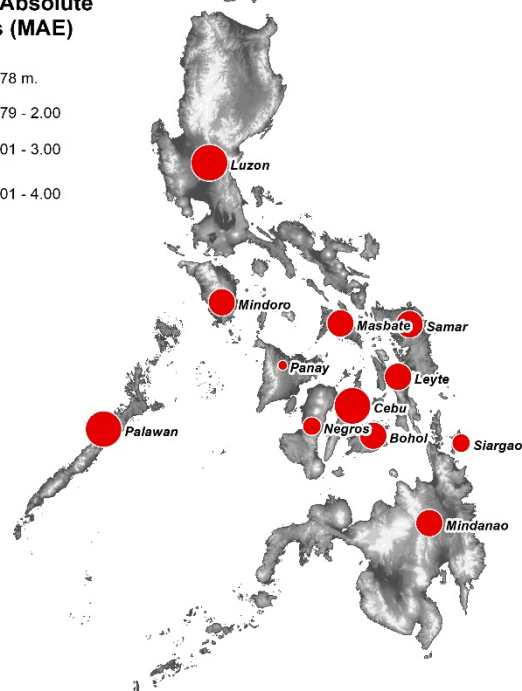 Absolute
s (MAE)
78 m.
79 - 2.00
01 - 3.00
01 - 4.00
Luzon
Mindoro
Masbate
Samar
Panay
Leyte
Cebu
Palawan
Negros
Bohol
Siargao
Mindanao